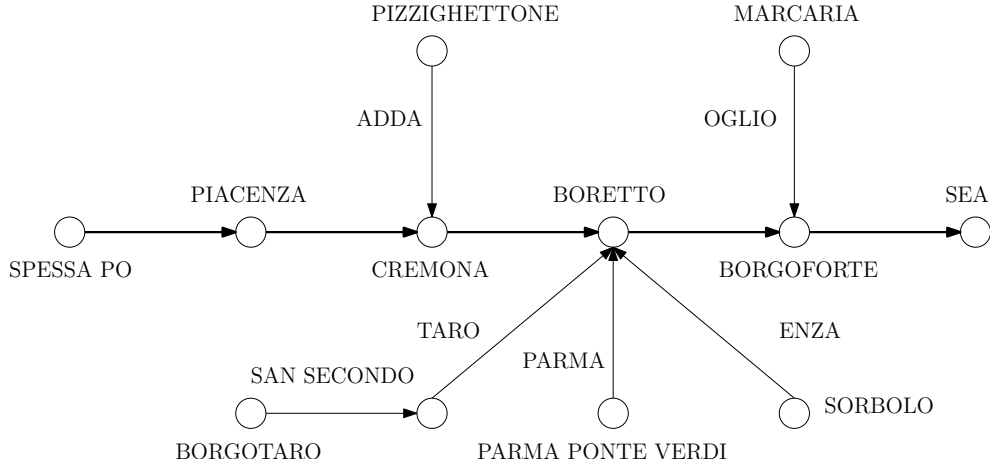 PIZZIGHETTONE
MARCARIA
ADDA
OGLIO
PIACENZA
BORETTO
SEA
SPESSA PO
CREMONA
BORGOFORTE
TARO
ENZA
PARMA
SAN SECONDO
SORBOLO
BORGOTARO
PARMA PONTE VERDI